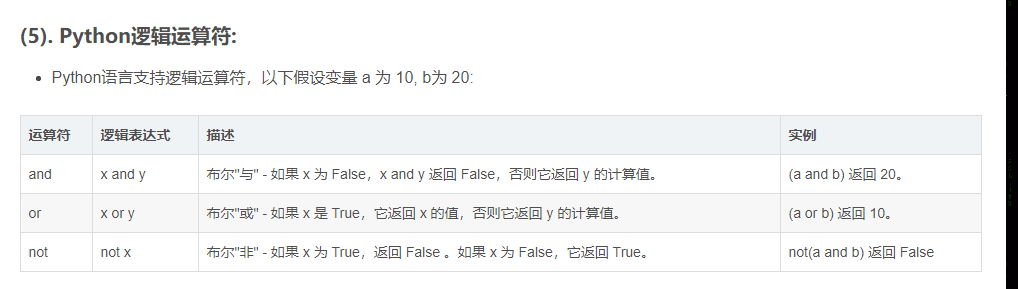 (5). Python逻辑运算符:
Python语言支持逻辑运算符，以下假设变量 a 为 10, b为 20:
运算符 逻辑表达式 描述 实例
and x and y 布尔"与" - 如果 x 为 False，x and y 返回 False，否则它返回 y 的计算值。 (a and b) 返回 20。
or x or y 布尔"或" - 如果 x 是 True，它返回 x 的值，否则它返回 y 的计算值。 (a or b) 返回 10。
not not x 布尔"非" - 如果 x 为 True，返回 False 。如果 x 为 False，它返回 True。 not(a and b) 返回 False